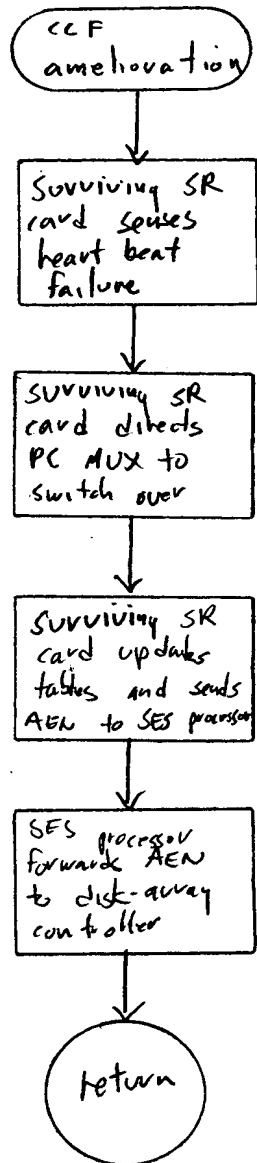 CCF
amelioration
Surviving SR
card senses
heart beat
failure
surviving SR
card directs
PC MUX to
switch over
surviving SR
card updates
tables and sends
AEN to SES processor
SES processor
forwards AEN
to disk-array
controller
return